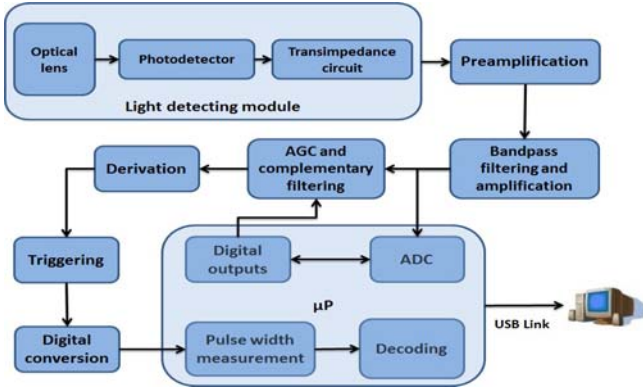 Optical
lens
Photodetector
Transimpedance
circuit
Light detecting module
Preamplification
Bandpass
filtering and
amplification
AGC and
complementary
filtering
Derivation
Triggering
Digital
conversion
Digital
outputs
ADC
μP
Pulse width
measurement
Decoding
USB Link